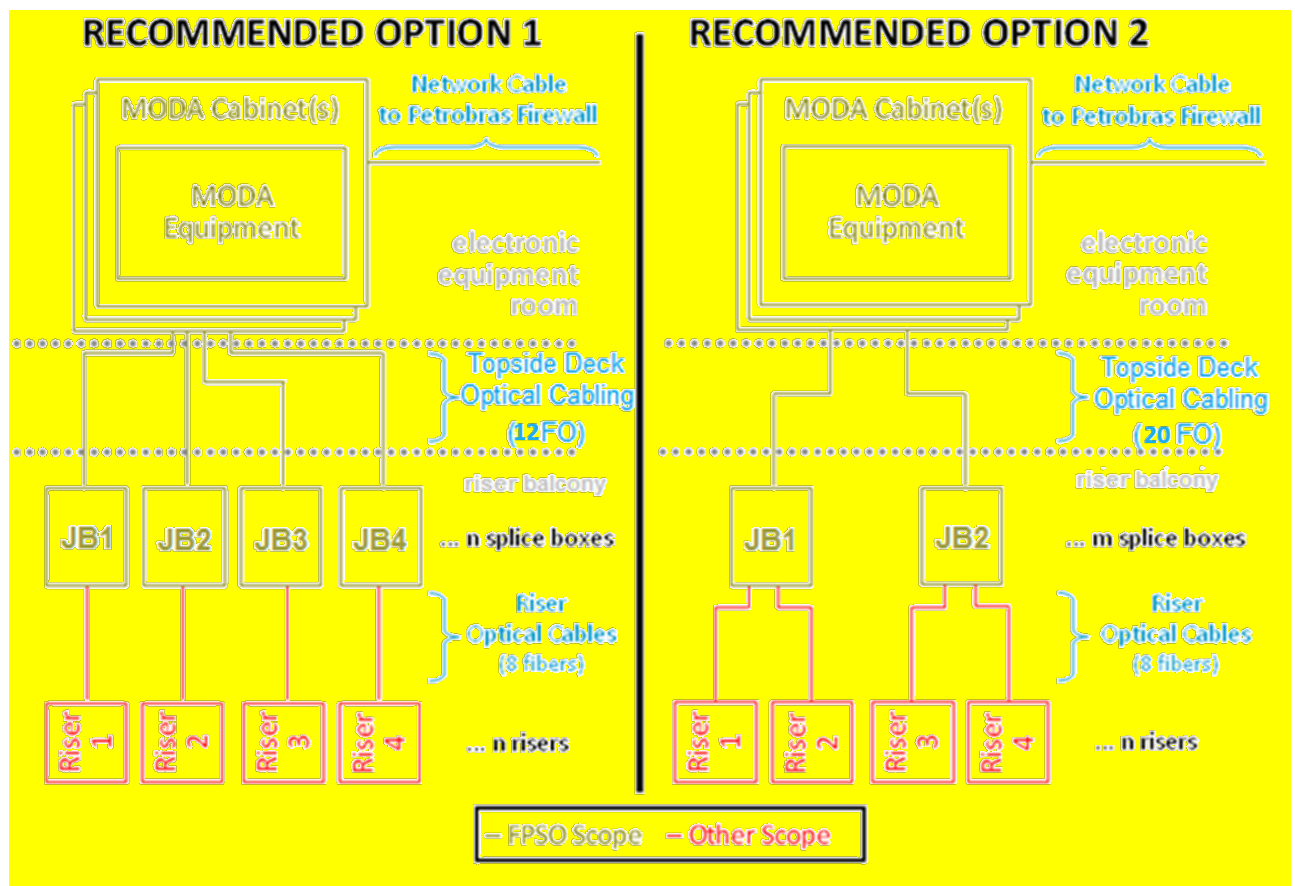 RECOMMENDED OPTION 1
MODA Cabinet(s)
MODA
Equipment
Network Cable
to Petrobras Firewall
electronic
equipment
room
Topside Deck
Optical Cabling
(12FO)
riser balcony
JB1
JB2
JB3
JB4
... n splice boxes
Riser
Optical Cables
(8 fibers)
Riser
1
Riser
2
Riser
3
Riser
4
... n risers
RECOMMENDED OPTION 2
MODA Cabinet(s)
MODA
Equipment
Network Cable
to Petrobras Firewall
electronic
equipment
room
Topside Deck
Optical Cabling
(20 FO)
riser balcony
JB1
JB2
... m splice boxes
Riser
Optical Cables
(8 fibers)
Riser
1
Riser
2
Riser
3
Riser
4
... n risers
– FPSO Scope – Other Scope